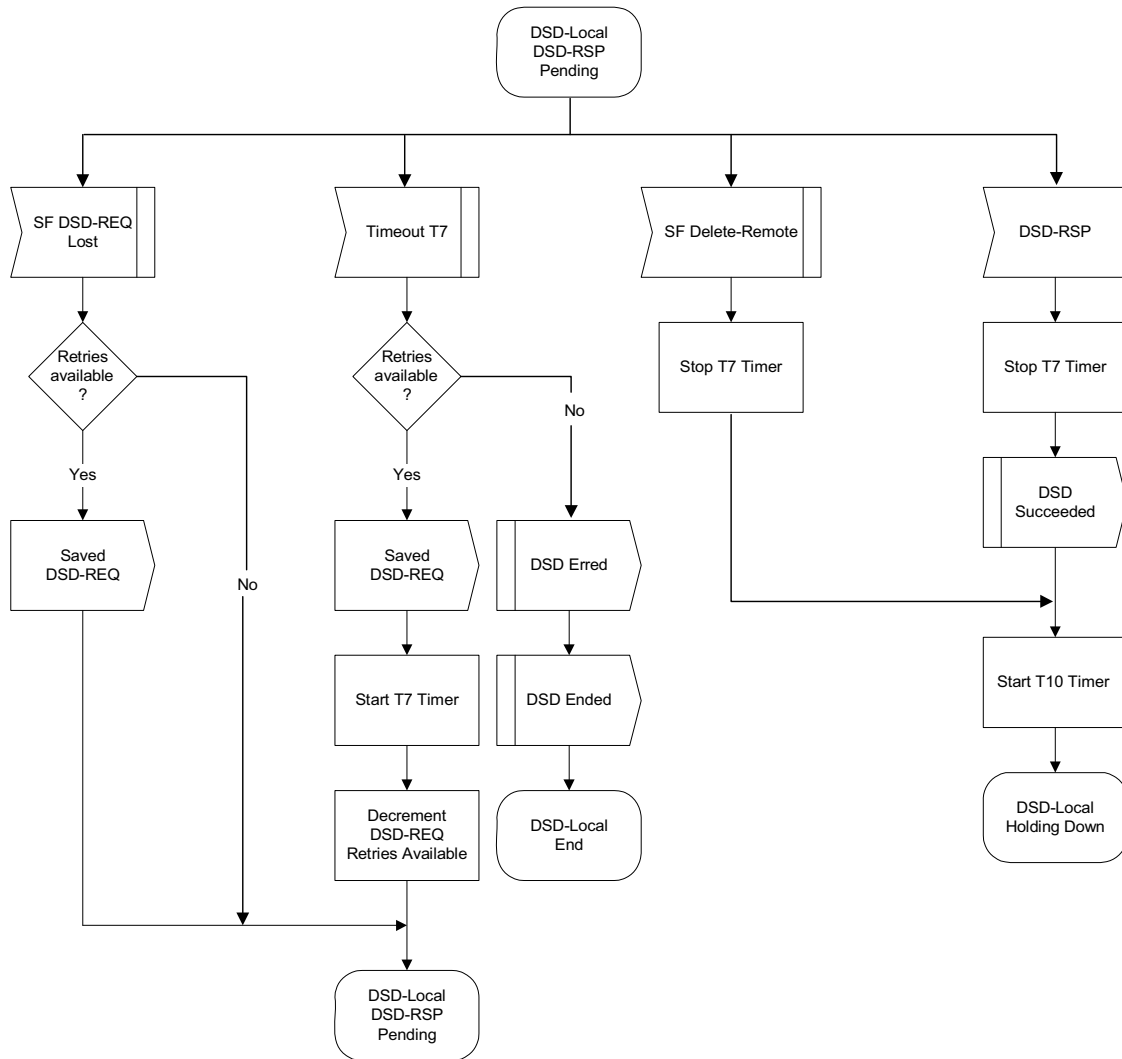 DSD-Local
DSD-RSP
Pending
SF DSD-REQ
Lost
Timeout T7
SF Delete-Remote
DSD-RSP
Retries
available
?
Retries
available
?
Stop T7 Timer
Stop T7 Timer
No
Yes
Yes
DSD
Succeeded
Saved
DSD-REQ
No
Saved
DSD-REQ
DSD Erred
Start T7 Timer
DSD Ended
Start T10 Timer
Decrement
DSD-REQ
Retries Available
DSD-Local
End
DSD-Local
Holding Down
DSD-Local
DSD-RSP
Pending